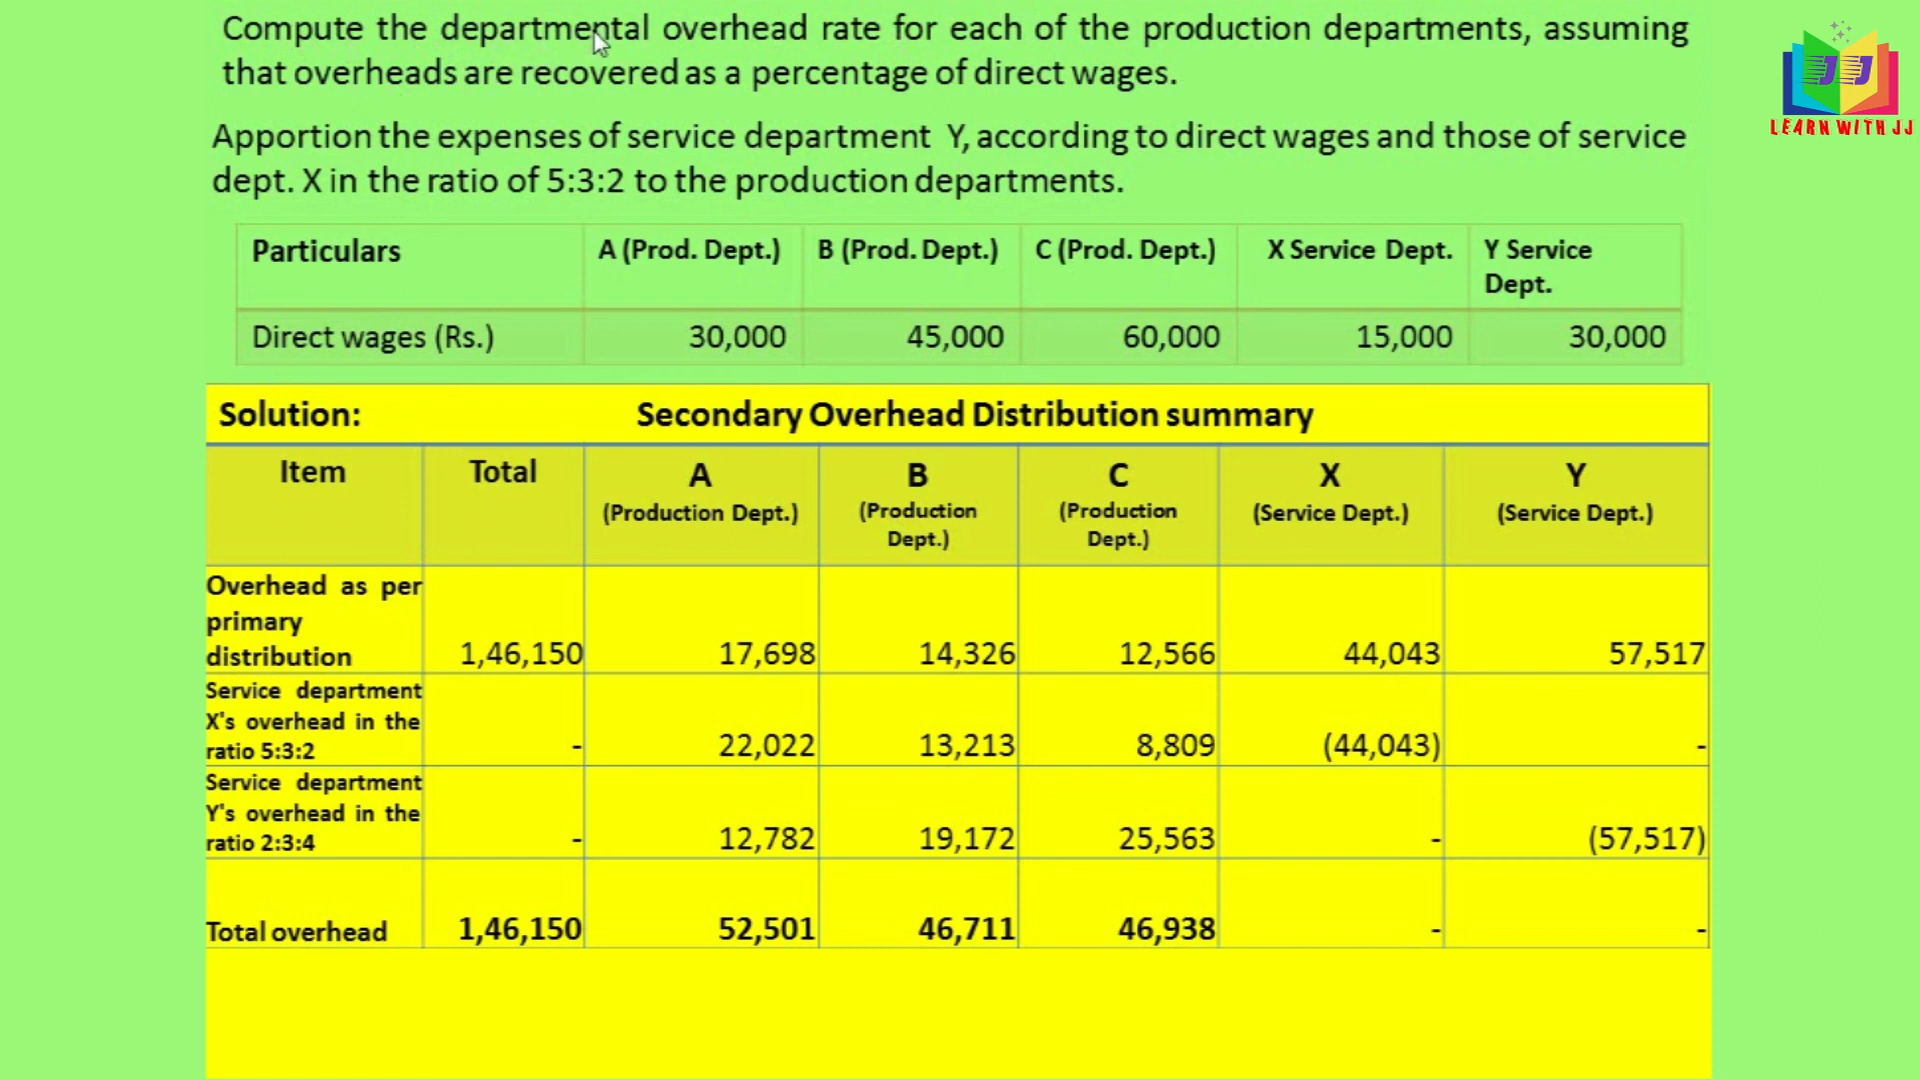 Compute the departmental overhead rate for each of the production departments, assuming
that overheads are recovered as a percentage of direct wages.
LEARN WITH JJ
Apportion the expenses of service department Y, according to direct wages and those of service
dept. X in the ratio of 5:3:2 to the production departments.
Particulars A (Prod. Dept.) B (Prod. Dept.) C (Prod. Dept.) X Service Dept. Y Service
Dept.
Direct wages (Rs.) 30,000 45,000 60,000 15,000 30,000
Solution: Secondary Overhead Distribution summary
Item Total A B C X Y
(Production Dept.) (Production (Production (Service Dept.) (Service Dept.)
Dept.) Dept.)
Overhead as per
primary
distribution 1,46,150 17,698 14,326 12,566 44,043 57,517
Service department
X's overhead in the
ratio 5:3:2 - 22,022 13,213 8,809 (44,043) -
Service department
Y's overhead in the
ratio 2:3:4 - 12,782 19,172 25,563 - (57,517)
Total overhead 1,46,150 52,501 46,711 46,938 - -